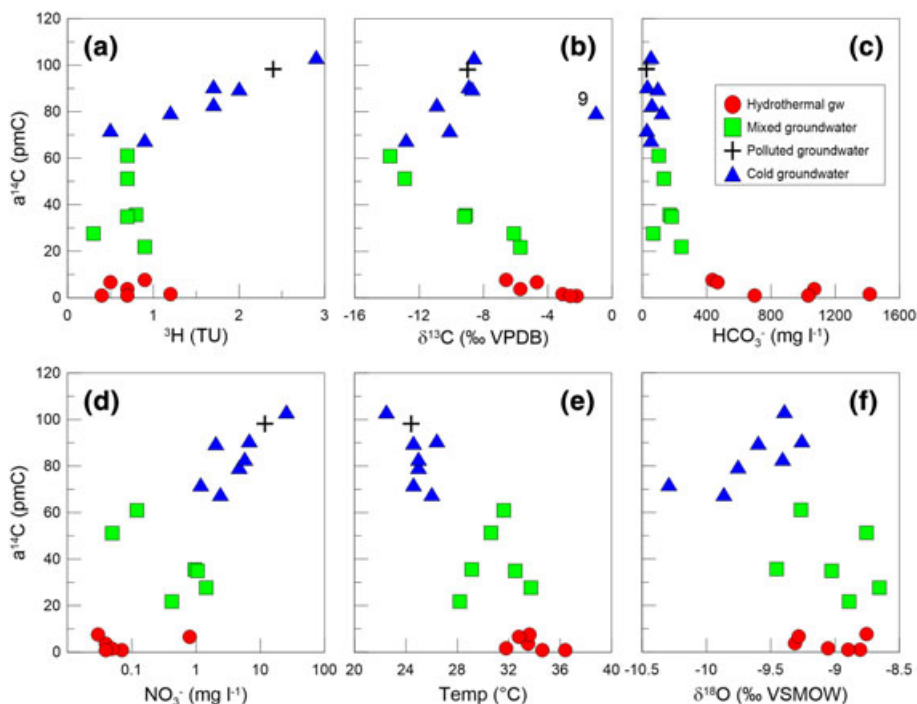 120
100
80
60
40
20
0
a¹⁴C (pmC)
(a)
0 1 2 3
³H (TU)
(b)
9
-16 -12 -8 -4 0
δ¹³C (‰ VPDB)
(c)
Hydrothermal gw
Mixed groundwater
Polluted groundwater
Cold groundwater
0 400 800 1200 1600
HCO₃⁻ (mg l⁻¹)
120
100
80
60
40
20
0
a¹⁴C (pmC)
(d)
0.1 1 10 100
NO₃⁻ (mg l⁻¹)
(e)
20 24 28 32 36 40
Temp (°C)
(f)
-10.5 -10 -9.5 -9 -8.5
δ¹⁸O (‰ VSMOW)